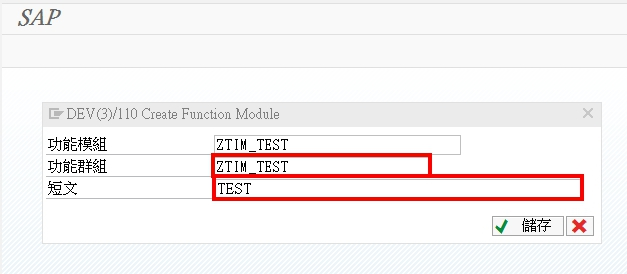 SAP
DEV(3)/110 Create Function Module
功能模組 ZTIM_TEST
功能群組 ZTIM_TEST
短文 TEST
儲存